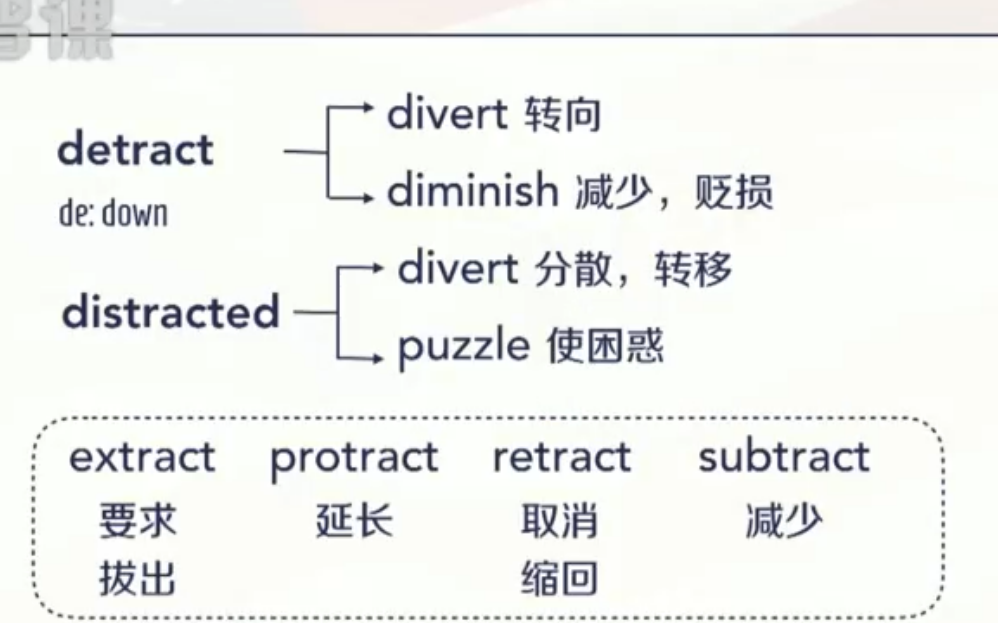 课
detract
de: down
divert 转向
diminish 减少，贬损
distracted
divert 分散，转移
puzzle 使困惑
extract protract retract subtract
要求 延长 取消 减少
拔出 缩回